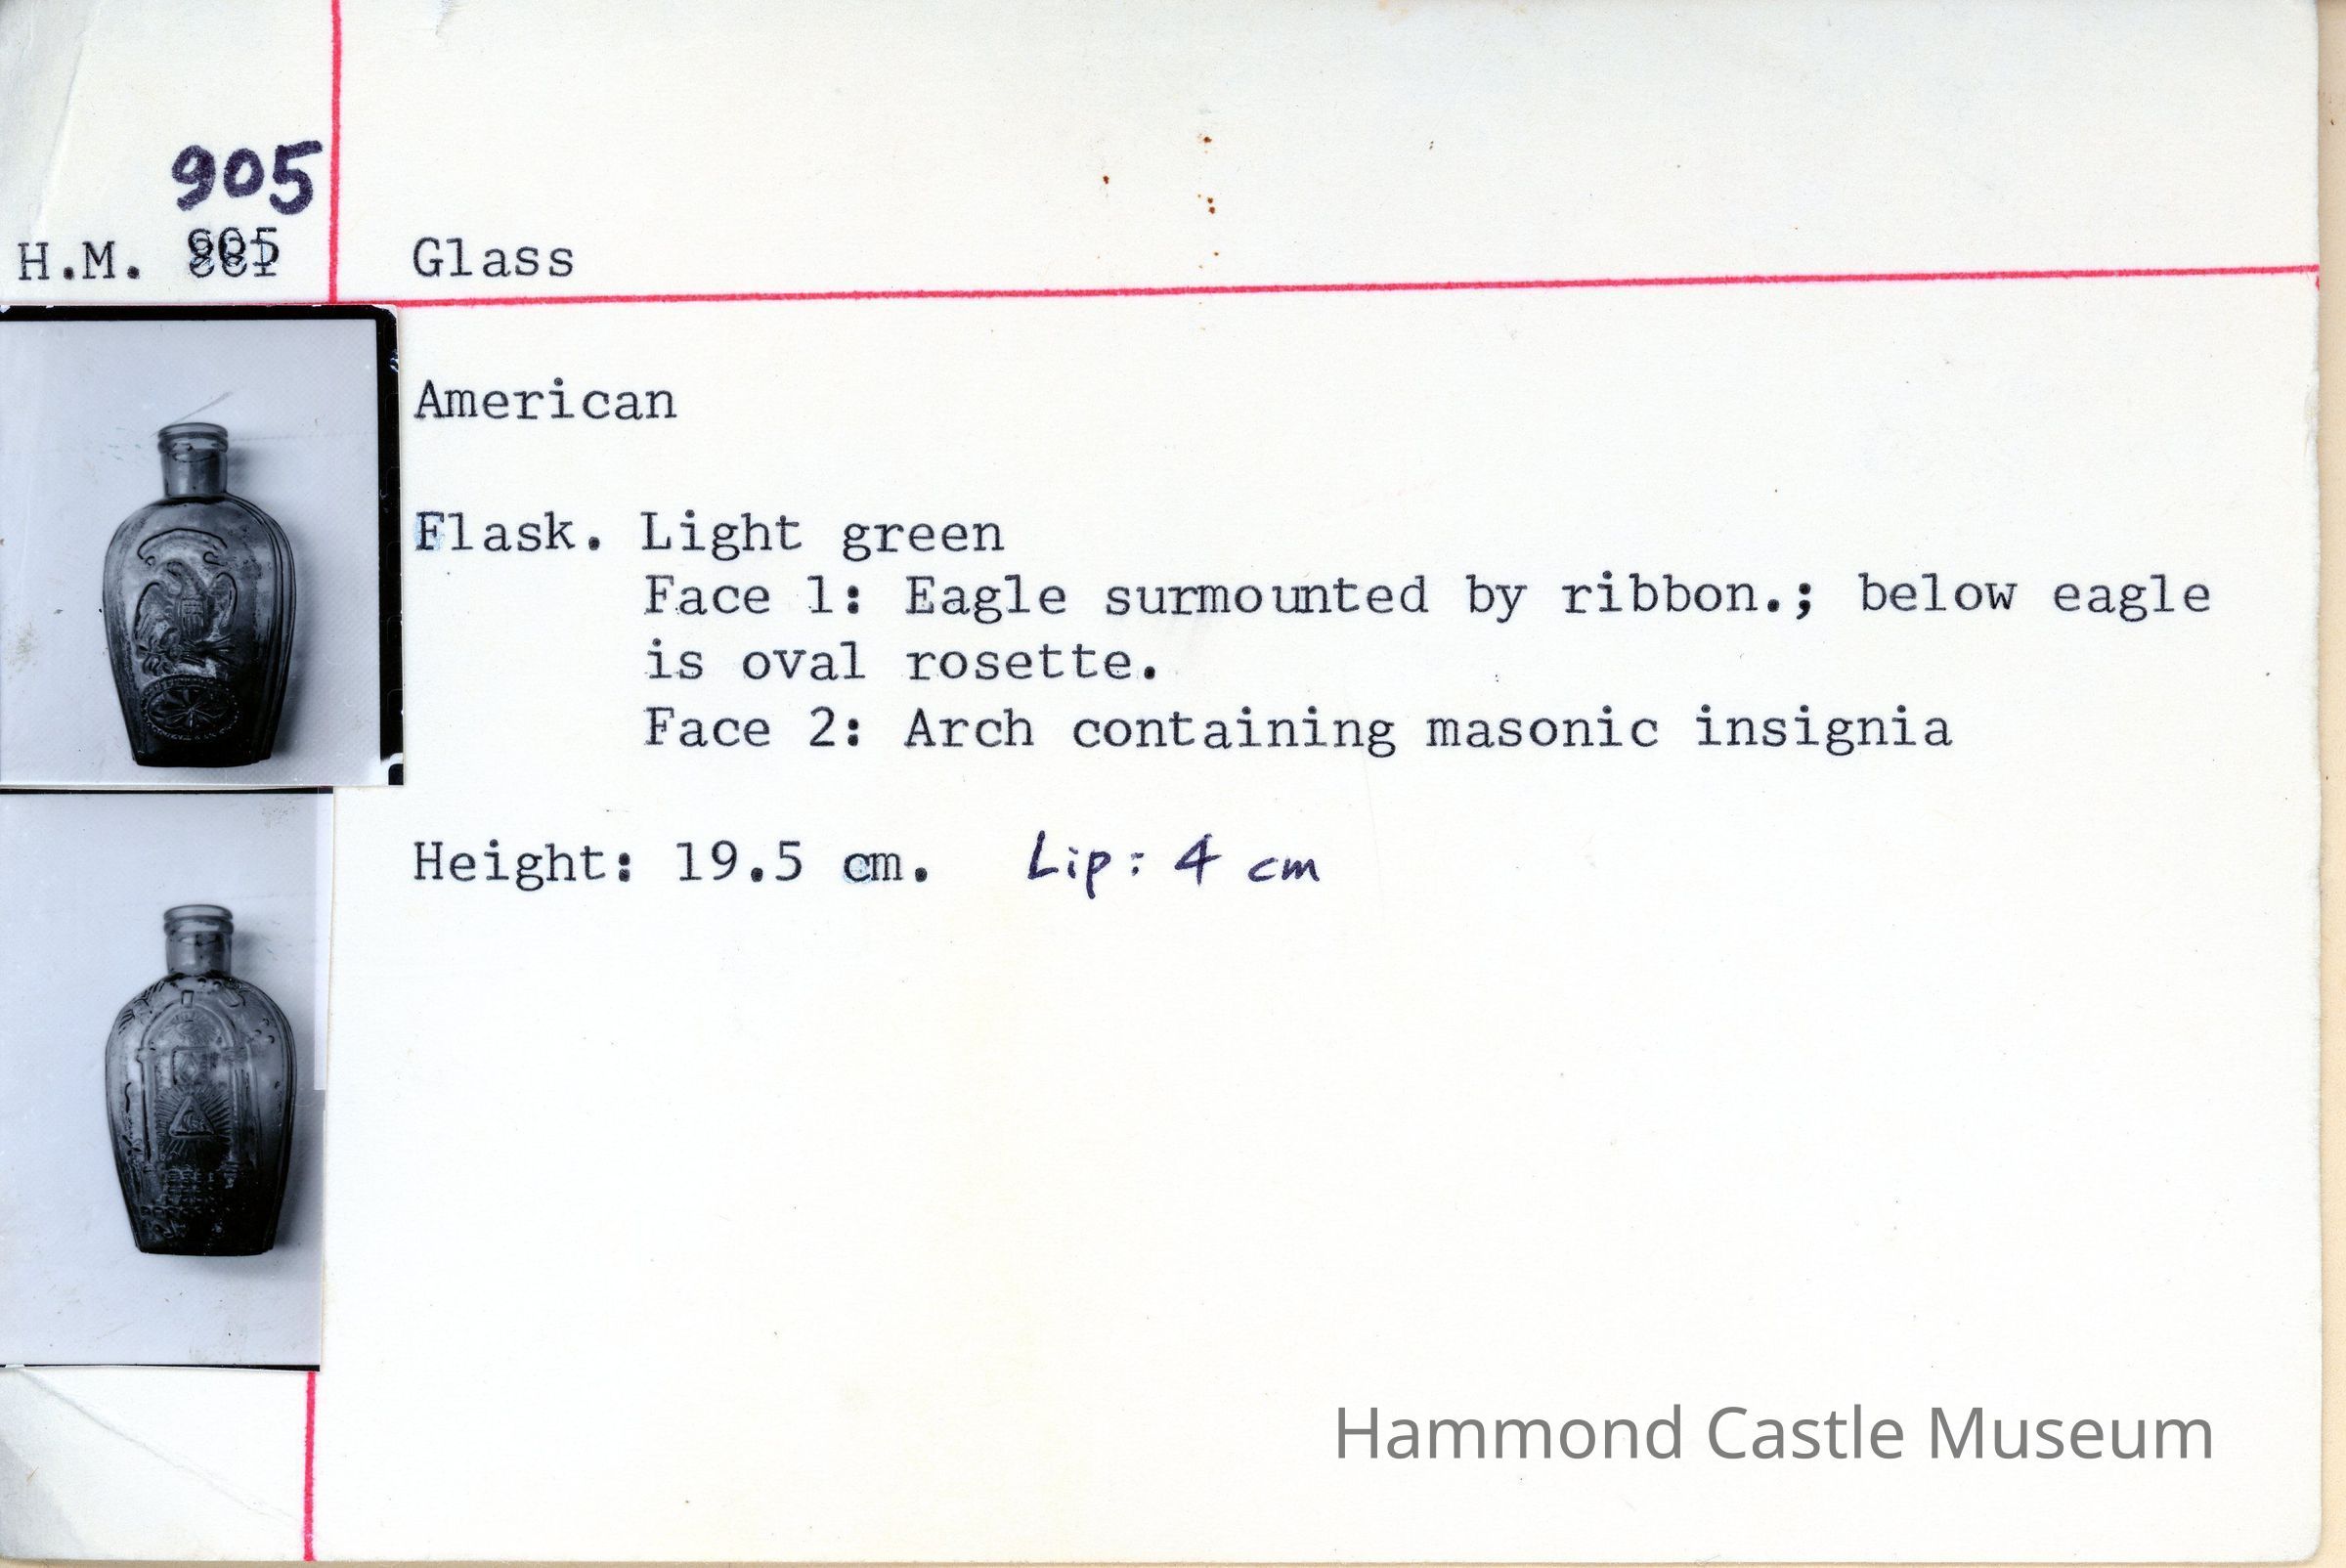 905
H.M. 905
Glass
American
Flask. Light green
Face 1: Eagle surmounted by ribbon.; below eagle
is oval rosette.
Face 2: Arch containing masonic insignia
Height: 19.5 cm. Lip: 4 cm
Hammond Castle Museum